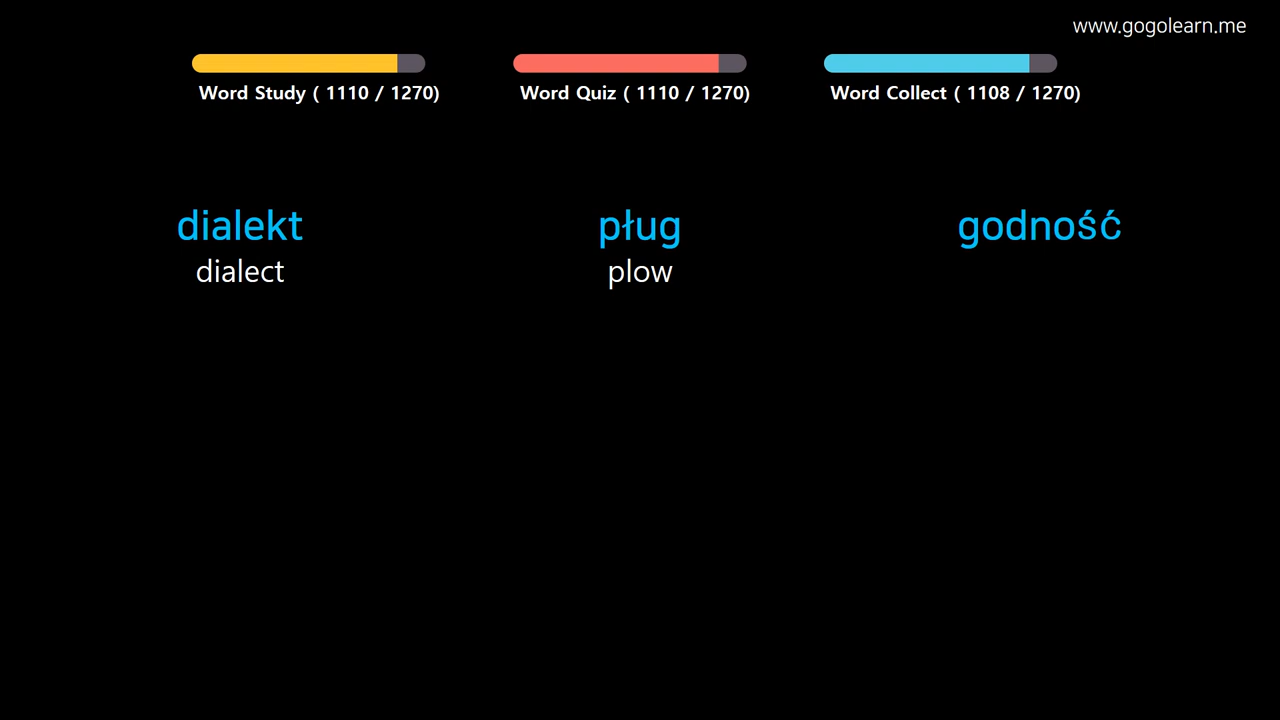 www.gogolearn.me
Word Study ( 1110 / 1270)
Word Quiz ( 1110 / 1270)
Word Collect ( 1108 / 1270)
dialekt
dialect
pług
plow
godność